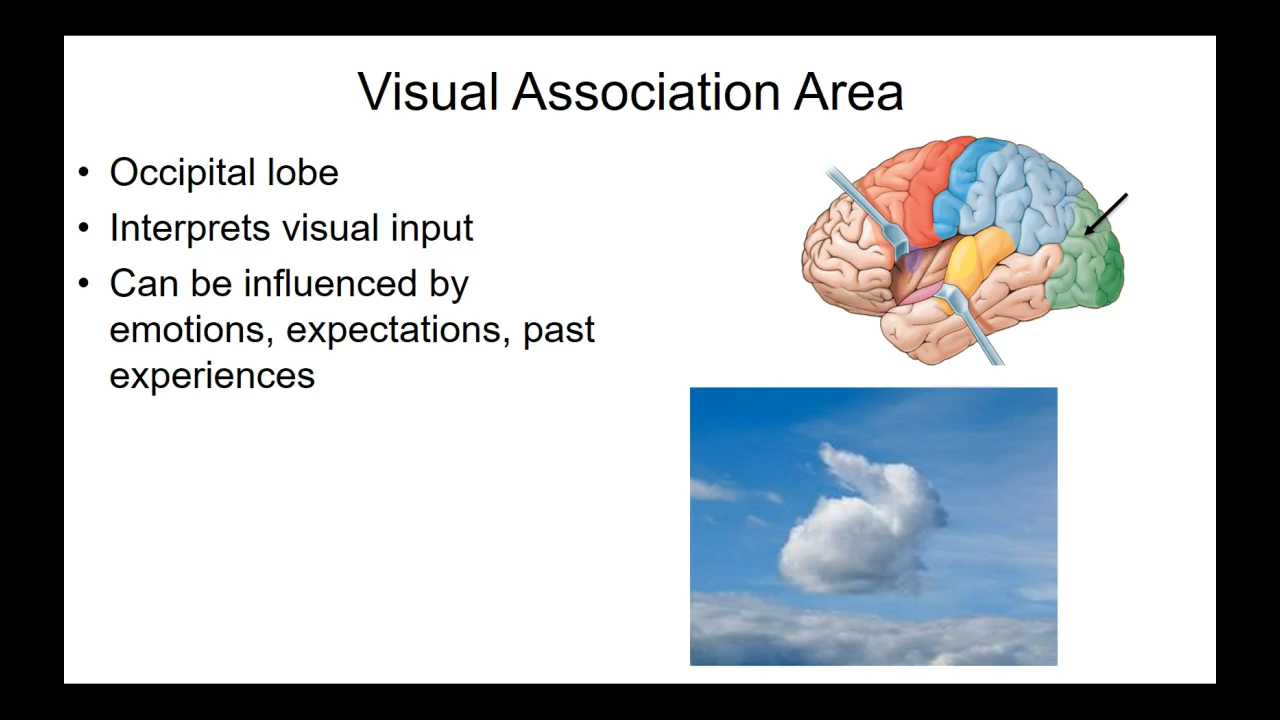 Visual Association Area
• Occipital lobe
• Interprets visual input
• Can be influenced by
emotions, expectations, past
experiences